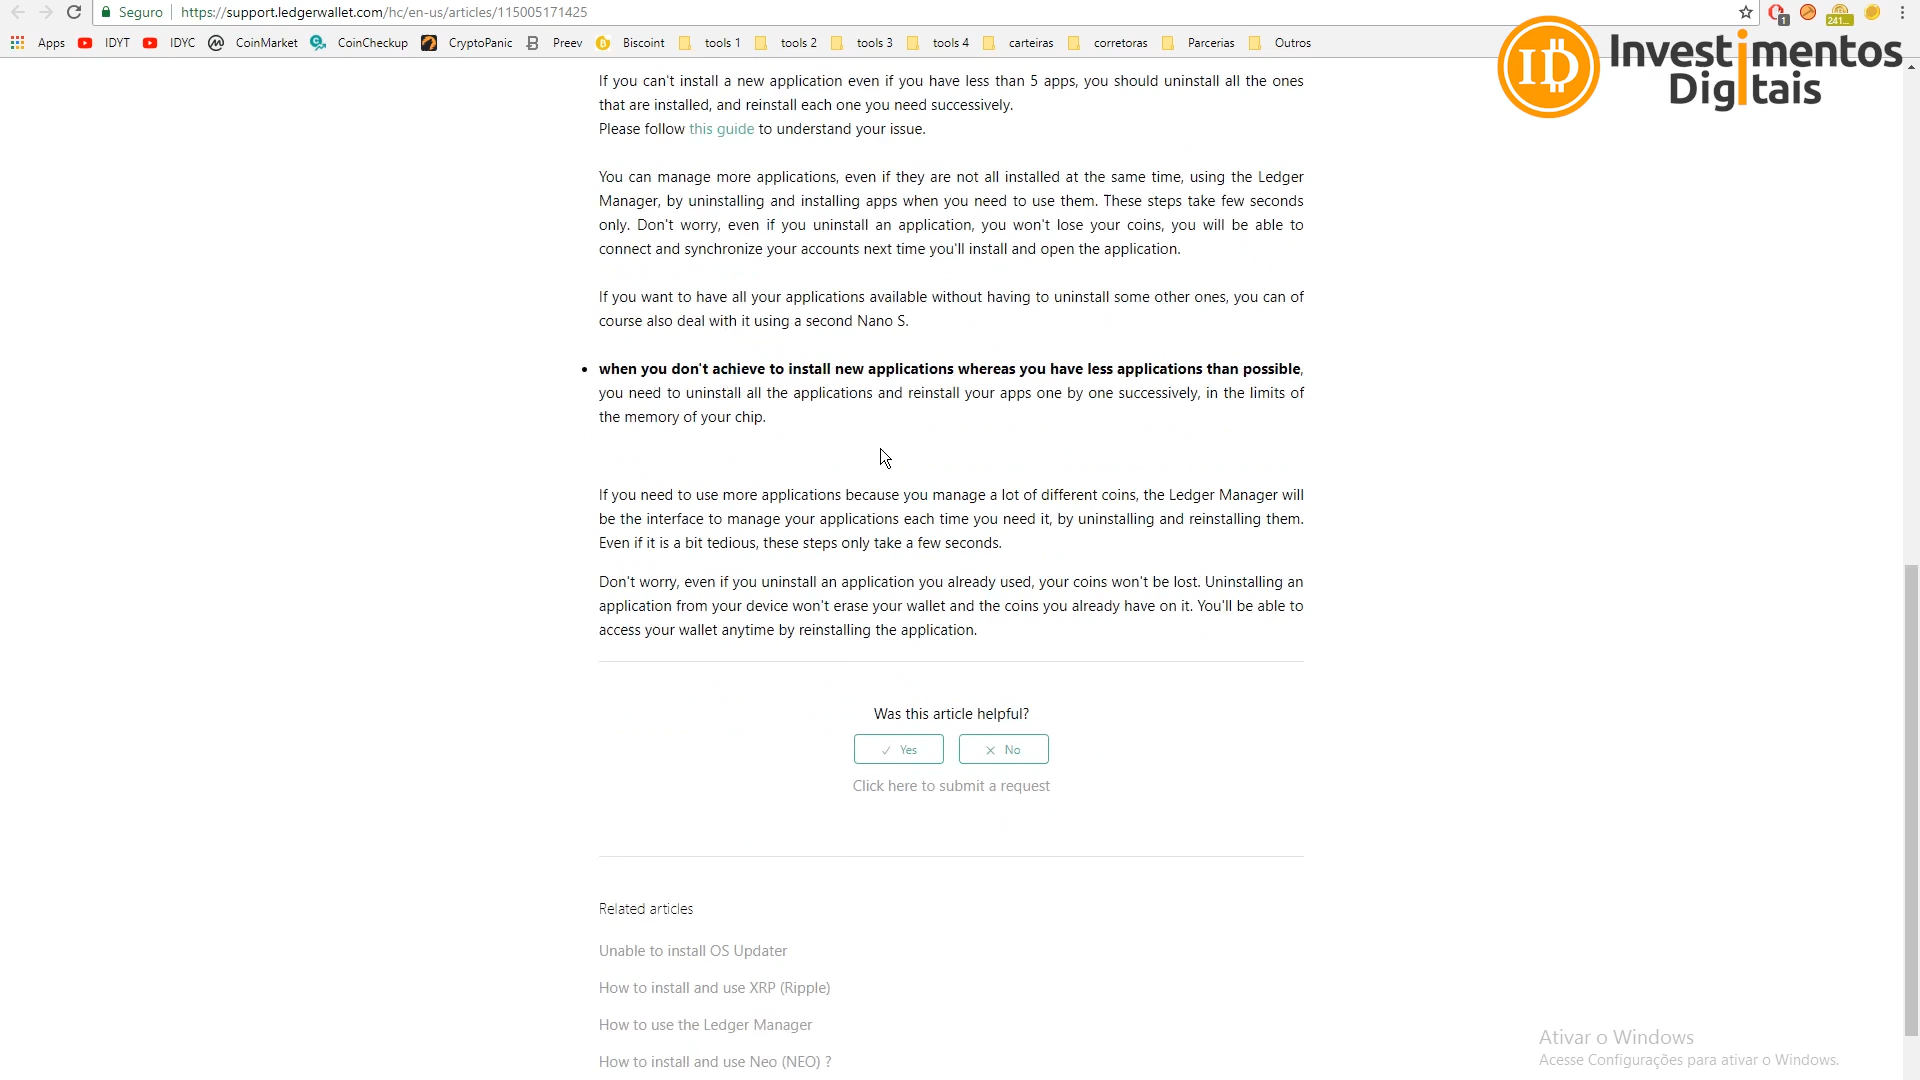 Seguro https://support.ledgerwallet.com/hc/en-us/articles/115005171425
1
241...
Apps IDYT IDYC CoinMarket CoinCheckup CryptoPanic Preev Biscoint tools 1 tools 2 tools 3 tools 4 carteiras corretoras Parcerias Outros
Investimentos
Digitais
If you can't install a new application even if you have less than 5 apps, you should uninstall all the ones
that are installed, and reinstall each one you need successively.
Please follow this guide to understand your issue.
You can manage more applications, even if they are not all installed at the same time, using the Ledger
Manager, by uninstalling and installing apps when you need to use them. These steps take few seconds
only. Don't worry, even if you uninstall an application, you won't lose your coins, you will be able to
connect and synchronize your accounts next time you'll install and open the application.
If you want to have all your applications available without having to uninstall some other ones, you can of
course also deal with it using a second Nano S.
• when you don't achieve to install new applications whereas you have less applications than possible,
you need to uninstall all the applications and reinstall your apps one by one successively, in the limits of
the memory of your chip.
If you need to use more applications because you manage a lot of different coins, the Ledger Manager will
be the interface to manage your applications each time you need it, by uninstalling and reinstalling them.
Even if it is a bit tedious, these steps only take a few seconds.
Don't worry, even if you uninstall an application you already used, your coins won't be lost. Uninstalling an
application from your device won't erase your wallet and the coins you already have on it. You'll be able to
access your wallet anytime by reinstalling the application.
Was this article helpful?
✓ Yes × No
Click here to submit a request
Related articles
Unable to install OS Updater
How to install and use XRP (Ripple)
How to use the Ledger Manager
How to install and use Neo (NEO) ?
Ativar o Windows
Acesse Configurações para ativar o Windows.